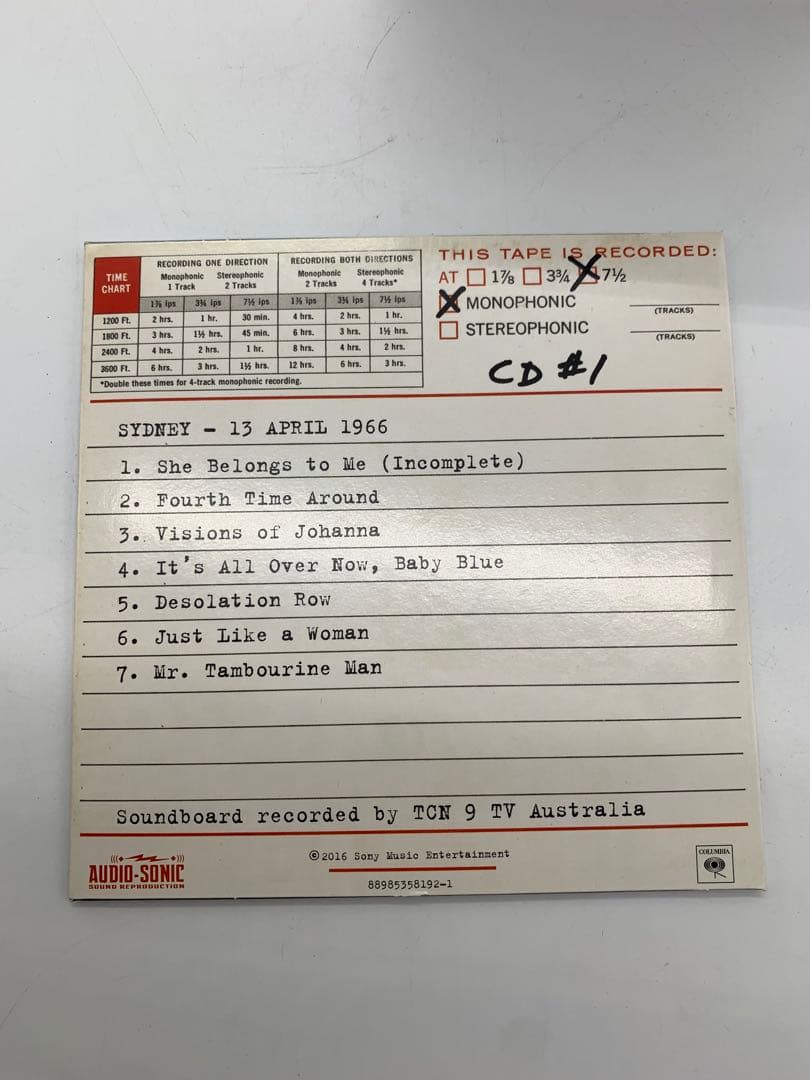 TIME CHART
RECORDING ONE DIRECTION RECORDING BOTH DIRECTIONS
Monophonic 1 Track Stereophonic 2 Tracks Monophonic 2 Tracks Stereophonic 4 Tracks*
1⅞ ips 3¾ ips 7½ ips 1⅞ ips 3¾ ips 7½ ips
1200 Ft. 2 hrs. 1 hr. 30 min. 4 hrs. 2 hrs. 1 hr.
1800 Ft. 3 hrs. 1½ hrs. 45 min. 6 hrs. 3 hrs. 1½ hrs.
2400 Ft. 4 hrs. 2 hrs. 1 hr. 8 hrs. 4 hrs. 2 hrs.
3600 Ft. 6 hrs. 3 hrs. 1½ hrs. 12 hrs. 6 hrs. 3 hrs.
*Double these times for 4-track monophonic recording.
THIS TAPE IS RECORDED:
AT 1⅞ 3¾ 7½
MONOPHONIC (TRACKS)
STEREOPHONIC (TRACKS)
CD #1
SYDNEY - 13 APRIL 1966
1. She Belongs to Me (Incomplete)
2. Fourth Time Around
3. Visions of Johanna
4. It's All Over Now, Baby Blue
5. Desolation Row
6. Just Like a Woman
7. Mr. Tambourine Man
Soundboard recorded by TCN 9 TV Australia
AUDIO-SONIC
SOUND REPRODUCTION
℗2016 Sony Music Entertainment
88985358192-1
COLUMBIA